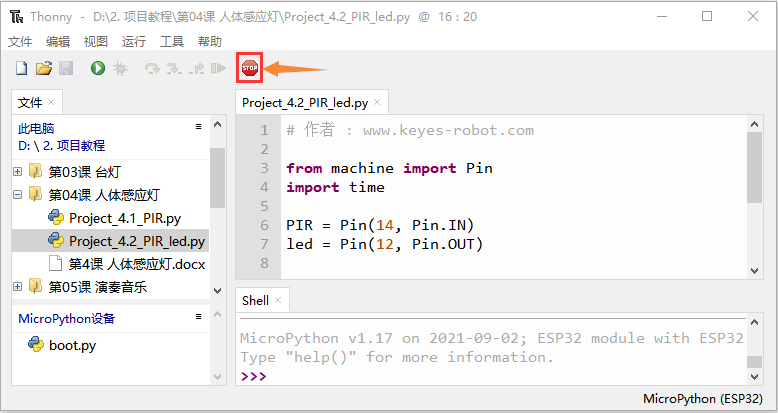 Thonny - D:\2. 项目教程\第04课 人体感应灯\Project_4.2_PIR_led.py @ 16 : 20
文件 编辑 视图 运行 工具 帮助
STOP
文件
此电脑
D: \ 2. 项目教程
第03课 台灯
第04课 人体感应灯
Project_4.1_PIR.py
Project_4.2_PIR_led.py
第4课 人体感应灯.docx
第05课 演奏音乐
MicroPython设备
boot.py
Project_4.2_PIR_led.py
1 # 作者 : www.keyes-robot.com
2
3 from machine import Pin
4 import time
5
6 PIR = Pin(14, Pin.IN)
7 led = Pin(12, Pin.OUT)
8
Shell
MicroPython v1.17 on 2021-09-02; ESP32 module with ESP32
Type "help()" for more information.
>>>
MicroPython (ESP32)